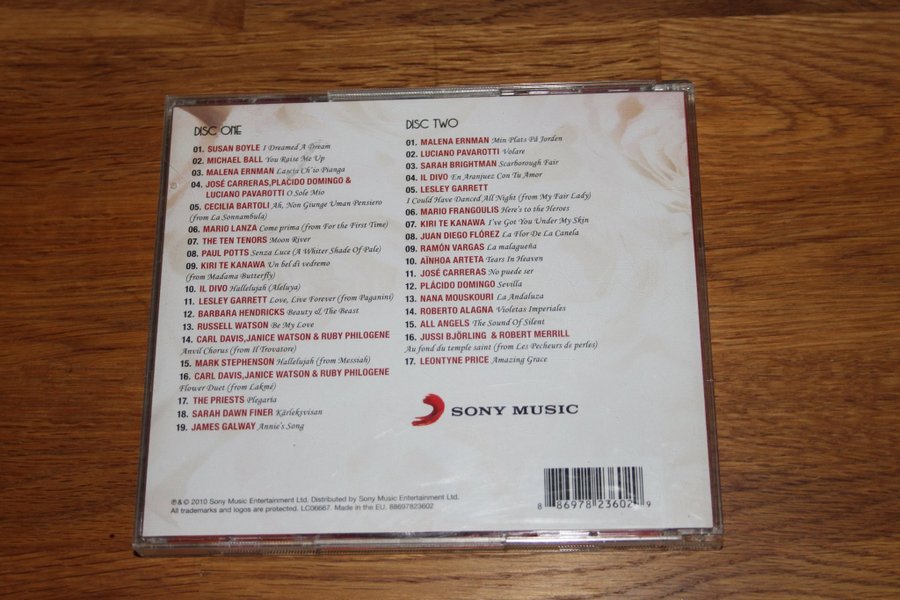 DISC ONE
01. SUSAN BOYLE I Dreamed A Dream
02. MICHAEL BALL You Raise Me Up
03. MALENA ERNMAN Lascia Ch'io Pianga
04. JOSÉ CARRERAS,PLÁCIDO DOMINGO &
LUCIANO PAVAROTTI O Sole Mio
05. CECILIA BARTOLI Ah, Non Giunge Uman Pensiero
(from La Sonnambula)
06. MARIO LANZA Come prima (from For the First Time)
07. THE TEN TENORS Moon River
08. PAUL POTTS Senza Luce (A Whiter Shade Of Pale)
09. KIRI TE KANAWA Un bel di vedremo
(from Madama Butterfly)
10. IL DIVO Hallelujah (Aleluya)
11. LESLEY GARRETT Love, Live Forever (from Paganini)
12. BARBARA HENDRICKS Beauty & The Beast
13. RUSSELL WATSON Be My Love
14. CARL DAVIS,JANICE WATSON & RUBY PHILOGENE
Anvil Chorus (from Il Trovatore)
15. MARK STEPHENSON Hallelujah (from Messiah)
16. CARL DAVIS,JANICE WATSON & RUBY PHILOGENE
Flower Duet (from Lakmé)
17. THE PRIESTS Plegaria
18. SARAH DAWN FINER Kärleksvisan
19. JAMES GALWAY Annie's Song
DISC TWO
01. MALENA ERNMAN Min Plats På Jorden
02. LUCIANO PAVAROTTI Volare
03. SARAH BRIGHTMAN Scarborough Fair
04. IL DIVO En Aranjuez Con Tu Amor
05. LESLEY GARRETT
I Could Have Danced All Night (from My Fair Lady)
06. MARIO FRANGOULIS Here's to the Heroes
07. KIRI TE KANAWA I've Got You Under My Skin
08. JUAN DIEGO FLÓREZ La Flor De La Canela
09. RAMÓN VARGAS La malagueña
10. AÏNHOA ARTETA Tears In Heaven
11. JOSÉ CARRERAS No puede ser
12. PLÁCIDO DOMINGO Sevilla
13. NANA MOUSKOURI La Andaluza
14. ROBERTO ALAGNA Violetas Imperiales
15. ALL ANGELS The Sound Of Silent
16. JUSSI BJÖRLING & ROBERT MERRILL
Au fond du temple saint (from Les Pecheurs de perles)
17. LEONTYNE PRICE Amazing Grace
SONY MUSIC
℗ & © 2010 Sony Music Entertainment Ltd. Distributed by Sony Music Entertainment Ltd.
All trademarks and logos are protected. LC06667. Made in the EU. 88697823602
8 86978 23602 9